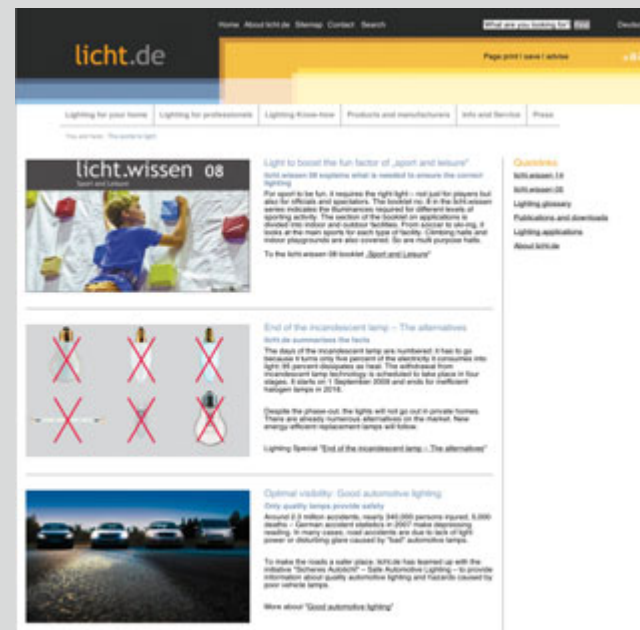 Home About licht.de Sitemap Contact Search
What are you looking for? find
licht.de
Page print | save | advise
Lighting for your home Lighting for professionals Lighting Know-how Products and manufacturers Info and Service Press
You are here:
licht.wissen 08
Sport and Leisure
Light to boost the fun factor of „sport and leisure"
licht.wissen 08 explains what is needed to ensure the correct
lighting
For sport to be fun, it requires the right light – not just for players but
also for officials and spectators. The booklet no. 8 in the licht.wissen
series indicates the illuminances required for different levels of
sporting activity. The section of the booklet on applications is
divided into indoor and outdoor facilities. From soccer to ski-ing, it
looks at the main sports for each type of facility. Climbing halls and
indoor playgrounds are also covered. So are multi purpose halls.
To the licht.wissen 08 booklet „Sport and Leisure"
Quicklinks
licht.wissen 14
licht.wissen 05
Lighting glossary
Publications and downloads
Lighting applications
About licht.de
End of the incandescent lamp – The alternatives
licht.de summarises the facts
The days of the incandescent lamp are numbered: it has to go
because it turns only five percent of the electricity it consumes into
light; 95 percent dissipates as heat. The withdrawal from
incandescent lamp technology is scheduled to take place in four
stages. It starts on 1 September 2009 and ends for inefficient
halogen lamps in 2016.
Despite the phase-out, the lights will not go out in private homes.
There are already numerous alternatives on the market. New
energy efficient replacement lamps will follow.
Lighting Special "End of the incandescent lamp – The alternatives"
Optimal visibility: Good automotive lighting
Only quality lamps provide safety
Around 2.3 million accidents, nearly 340,000 persons injured, 5,000
deaths – German accident statistics in 2007 make depressing
reading. In many cases, road accidents are due to lack of light
power or disturbing glare caused by "bad" automotive lamps.
To make the roads a safer place, licht.de has teamed up with the
initiative "Sicheres Autolicht" – Safe Automotive Lighting – to provide
information about quality automotive lighting and hazards caused by
poor vehicle lamps.
More about "Good automotive lighting"